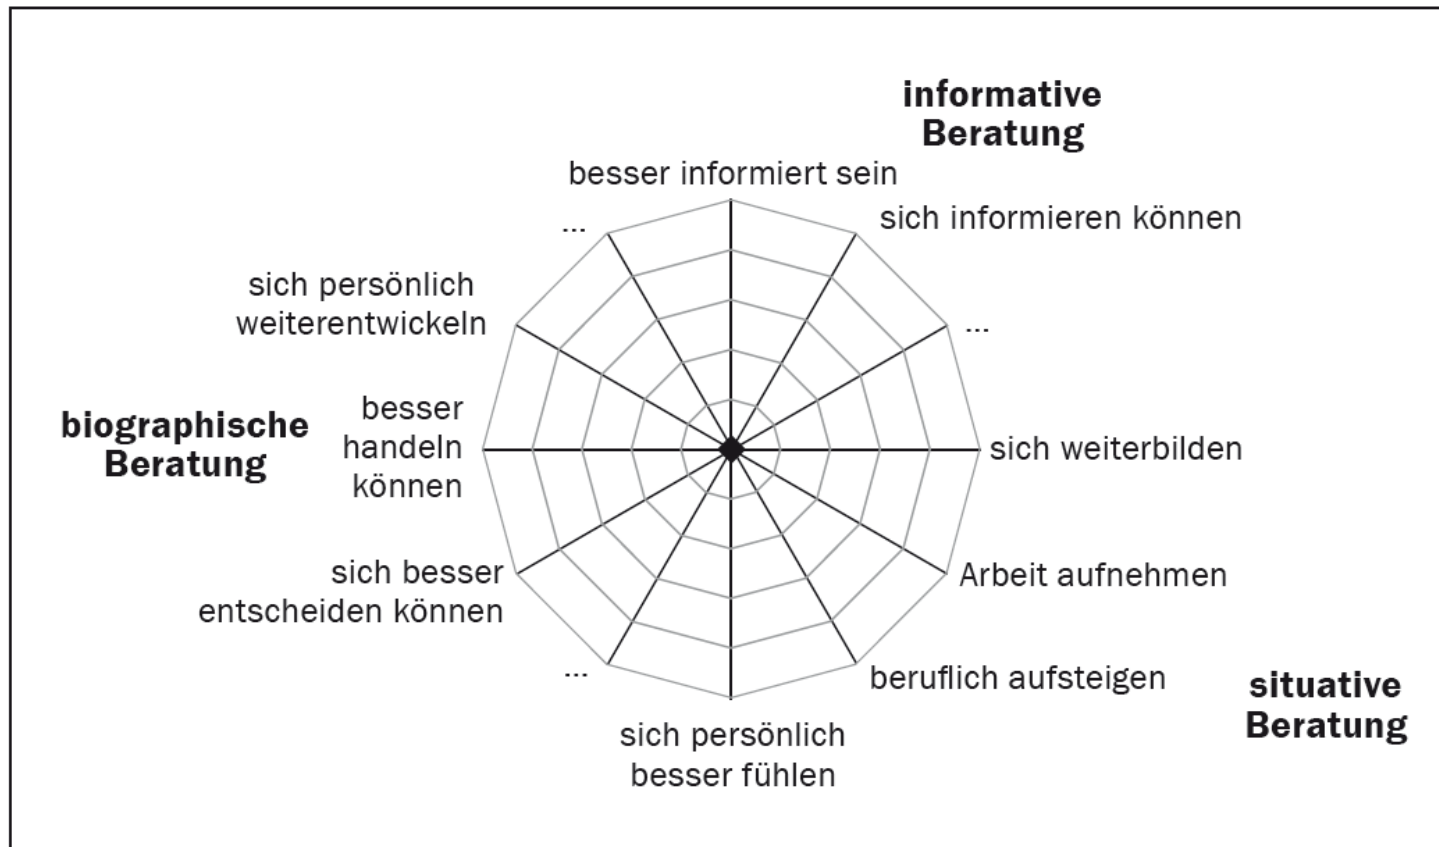 informative
Beratung
besser informiert sein
sich informieren können
...
sich persönlich
weiterentwickeln
...
besser
handeln
können
biographische
Beratung
sich weiterbilden
sich besser
entscheiden können
Arbeit aufnehmen
...
beruflich aufsteigen
situative
Beratung
sich persönlich
besser fühlen